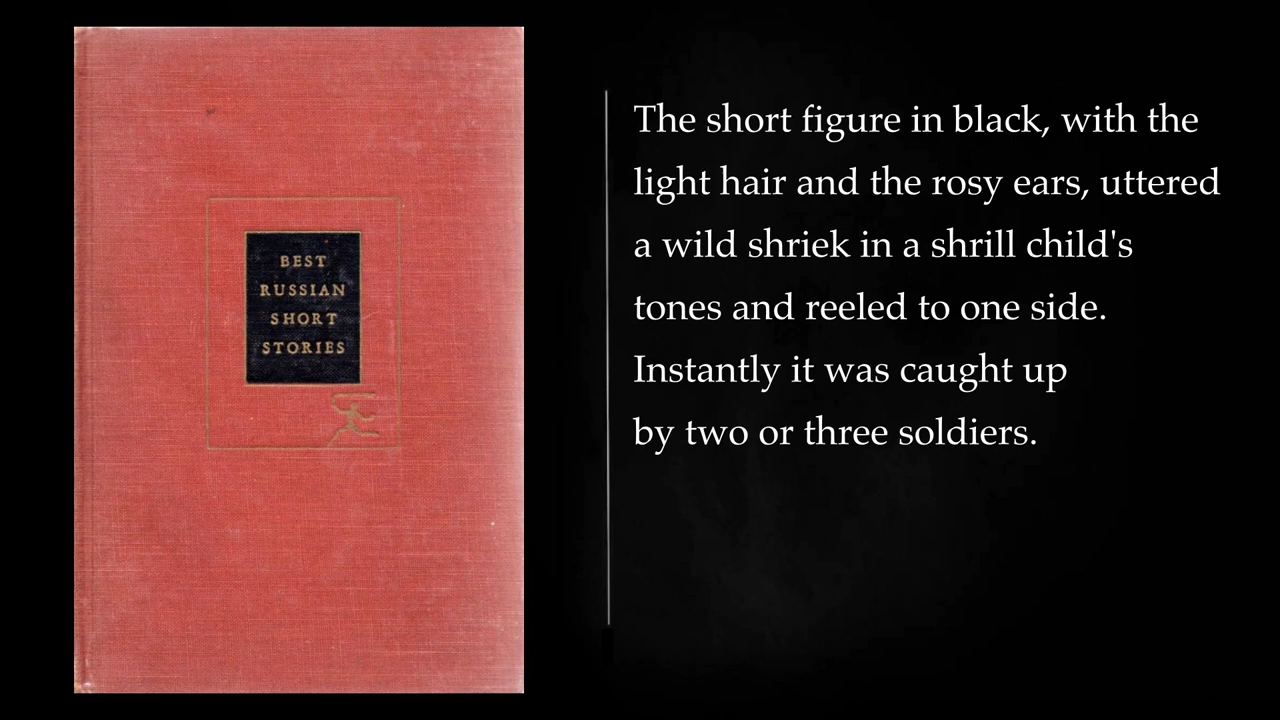 BEST
RUSSIAN
SHORT
STORIES
The short figure in black, with the
light hair and the rosy ears, uttered
a wild shriek in a shrill child's
tones and reeled to one side.
Instantly it was caught up
by two or three soldiers.